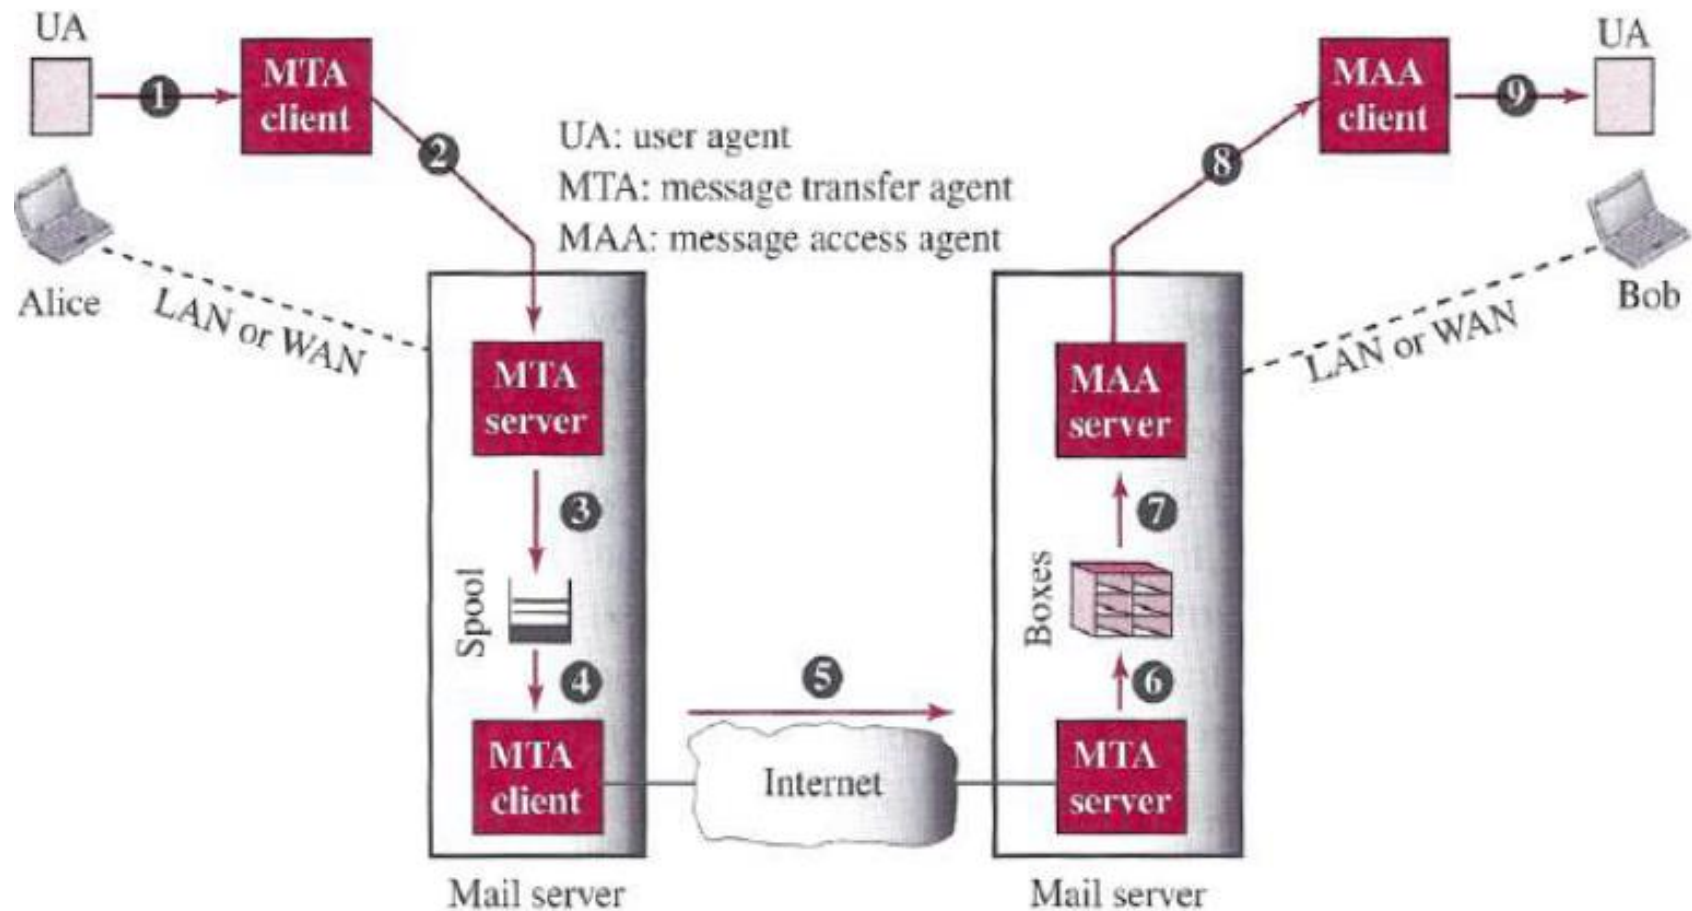 UA
MTA
client
MAA
client
UA
1
2
8
9
UA: user agent
MTA: message transfer agent
MAA: message access agent
Alice
LAN or WAN
LAN or WAN
Bob
MTA
server
MAA
server
3
7
Spool
Boxes
4
5
6
MTA
client
Internet
MTA
server
Mail server
Mail server